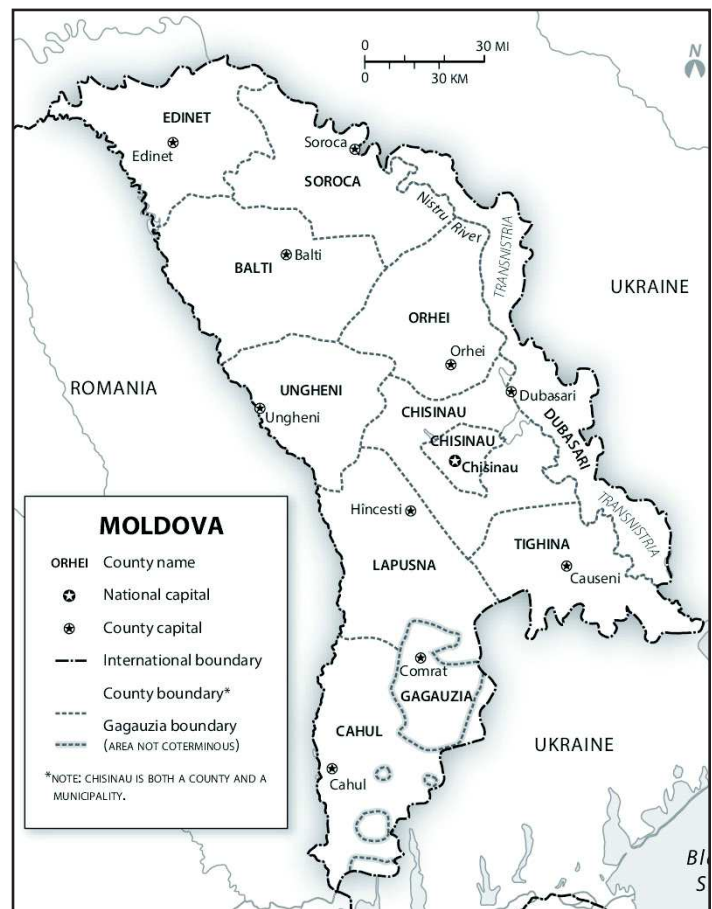 0 30 MI
0 30 KM
N
EDINET
Edinet
Soroca
SOROCA
Nistru River
TRANSNISTRIA
BALTI
Balti
UKRAINE
ORHEI
Orhei
ROMANIA
UNGHENI
Ungheni
CHISINAU
Dubasari
DUBASARI
CHISINAU
Chisinau
Hîncesti
TRANSNISTRIA
TIGHINA
LAPUSNA
Causeni
Comrat
GAGAUZIA
CAHUL
UKRAINE
Cahul
MOLDOVA
ORHEI County name
National capital
County capital
International boundary
County boundary*
Gagauzia boundary
(AREA NOT COTERMINOUS)
*NOTE: CHISINAU IS BOTH A COUNTY AND A
MUNICIPALITY.
Bl
S